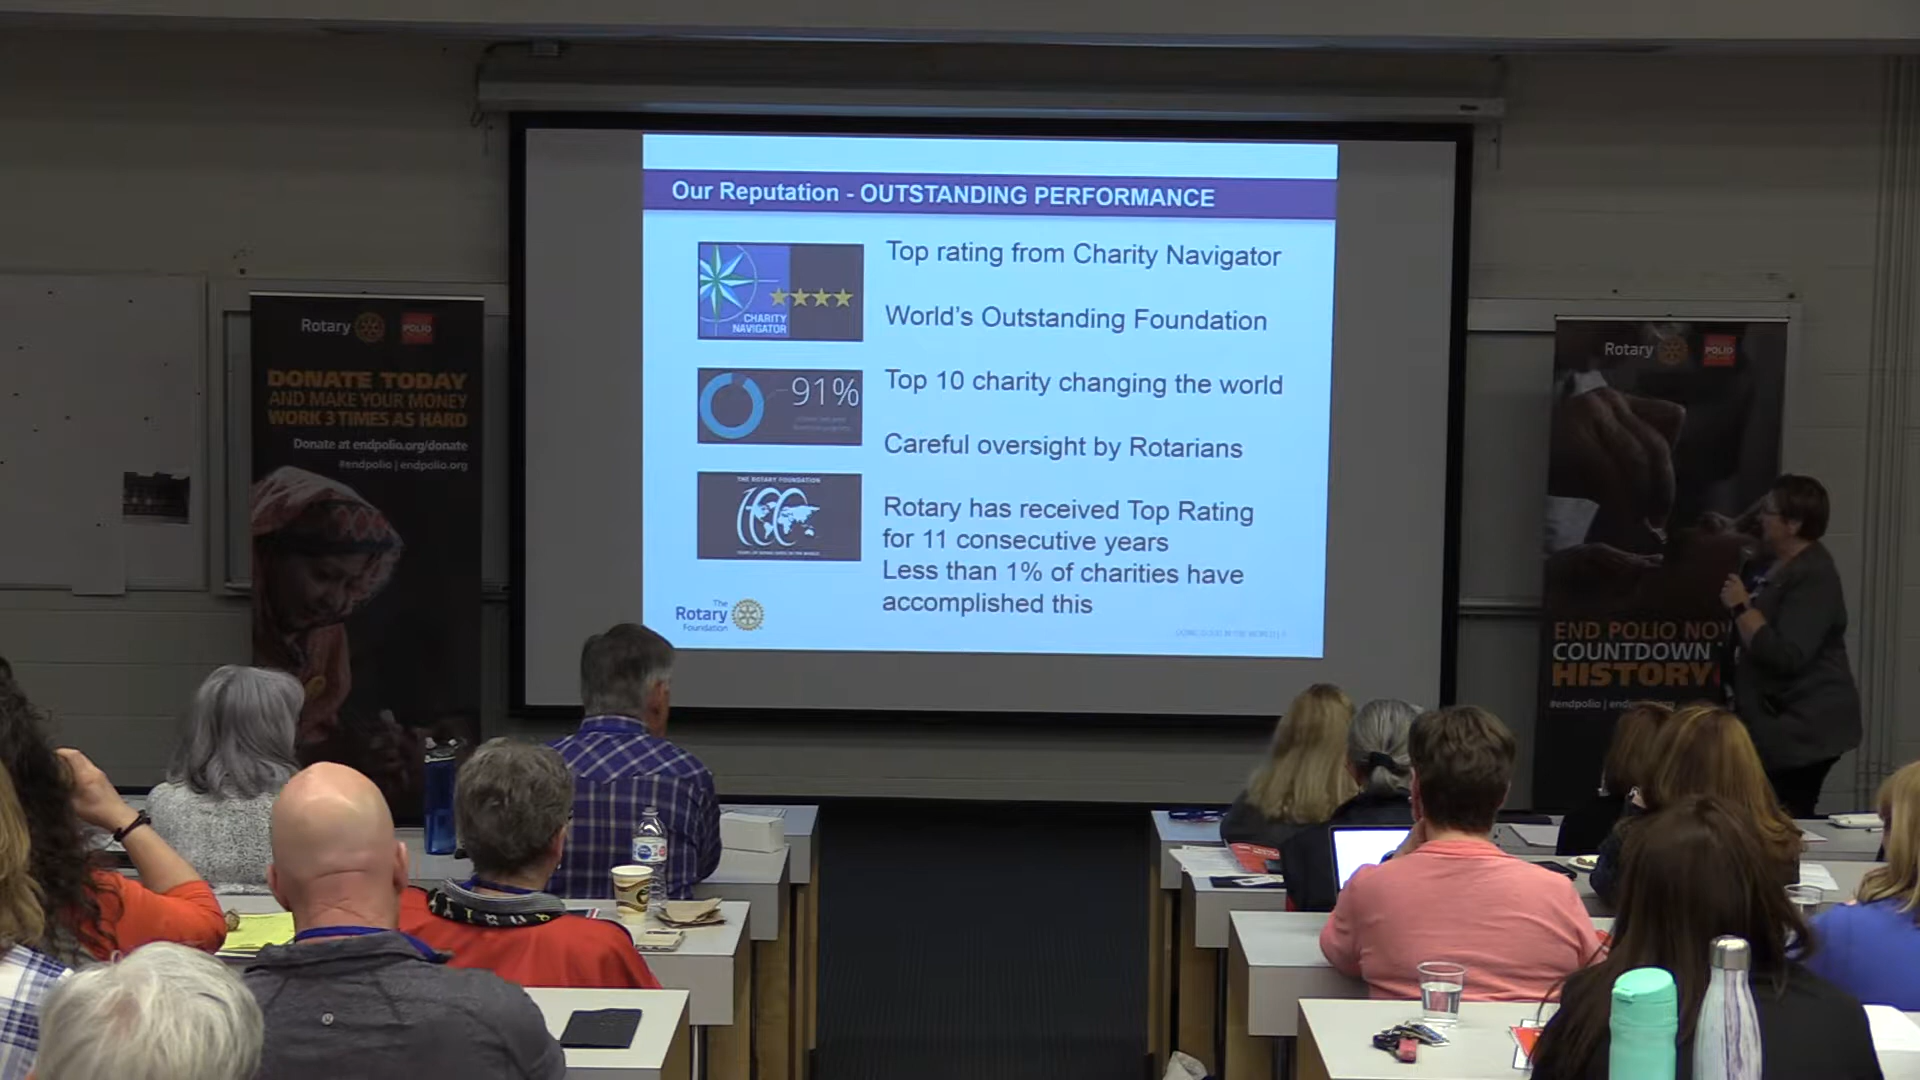 Our Reputation - OUTSTANDING PERFORMANCE
Top rating from Charity Navigator
CHARITY
NAVIGATOR
World's Outstanding Foundation
91%
Top 10 charity changing the world
Careful oversight by Rotarians
THE ROTARY FOUNDATION
100
Rotary has received Top Rating
for 11 consecutive years
Less than 1% of charities have
accomplished this
The
Rotary
Foundation
Rotary
POLIO
DONATE TODAY
AND MAKE YOUR MONEY
WORK 3 TIMES AS HARD
Donate at endpolio.org/donate
#endpolio | endpolio.org
Rotary
POLIO
END POLIO NOW
COUNTDOWN
HISTORY
#endpolio |